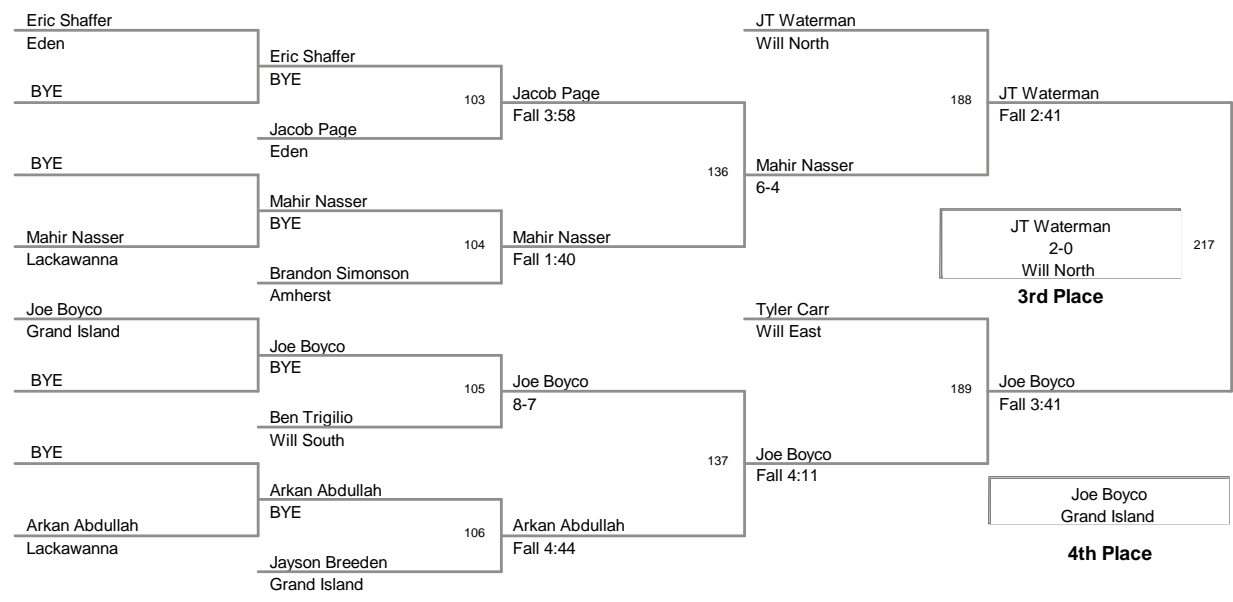 Eric Shaffer
Eden
BYE
BYE
Mahir Nasser
Lackawanna
Joe Boyco
Grand Island
BYE
BYE
Arkan Abdullah
Lackawanna
Eric Shaffer
BYE
103
Jacob Page
Eden
Mahir Nasser
BYE
104
Brandon Simonson
Amherst
Joe Boyco
BYE
105
Ben Trigilio
Will South
Arkan Abdullah
BYE
106
Jayson Breeden
Grand Island
Jacob Page
Fall 3:58
136
Mahir Nasser
Fall 1:40
Joe Boyco
8-7
137
Arkan Abdullah
Fall 4:44
JT Waterman
Will North
188
Mahir Nasser
6-4
Tyler Carr
Will East
189
Joe Boyco
Fall 4:11
JT Waterman
Fall 2:41
JT Waterman
2-0
Will North
217
3rd Place
Joe Boyco
Fall 3:41
Joe Boyco
Grand Island
4th Place